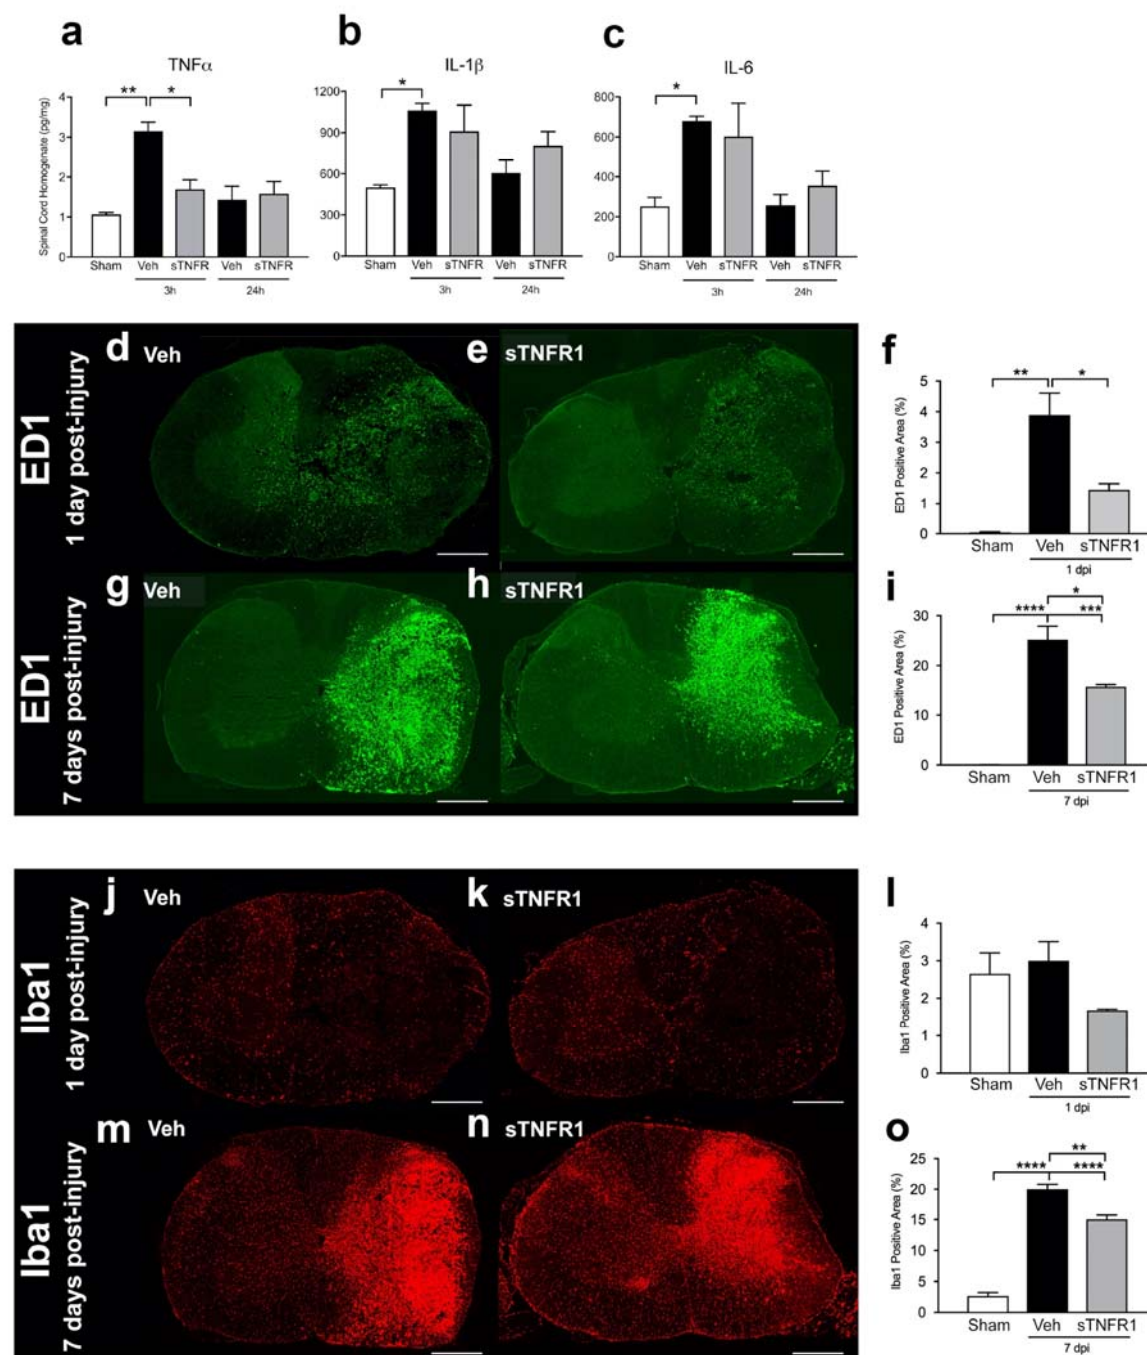 a
b
c
TNFα
IL-1β
IL-6
** *
*
*
Spinal Cord Homogenate (pg/mg)
4
3
2
1
0
1200
900
600
300
0
800
600
400
200
0
Sham Veh sTNFR Veh sTNFR
3h 24h
Sham Veh sTNFR Veh sTNFR
3h 24h
Sham Veh sTNFR Veh sTNFR
3h 24h
ED1
1 day post-injury
d Veh
e sTNFR1
f
** *
ED1 Positive Area (%)
5
4
3
2
1
0
Sham Veh sTNFR1
1 dpi
ED1
7 days post-injury
g Veh
h sTNFR1
i
*
**** ***
ED1 Positive Area (%)
30
20
10
0
Sham Veh sTNFR1
7 dpi
Iba1
1 day post-injury
j Veh
k sTNFR1
l
Iba1 Positive Area (%)
4
3
2
1
0
Sham Veh sTNFR1
1 dpi
Iba1
7 days post-injury
m Veh
n sTNFR1
o
**
**** ****
Iba1 Positive Area (%)
25
20
15
10
5
0
Sham Veh sTNFR1
7 dpi